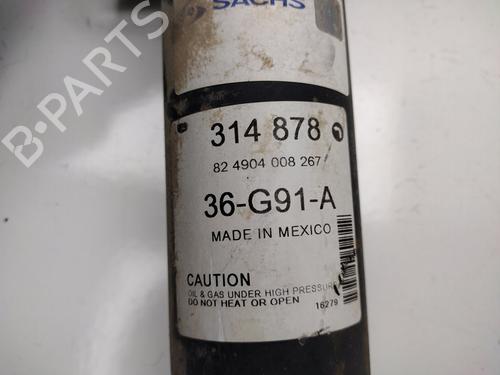 SACHS
314 878
82 4904 008 267
36-G91-A
MADE IN MEXICO
CAUTION
OIL & GAS UNDER HIGH PRESSURE
DO NOT HEAT OR OPEN
16279
B-PARTS